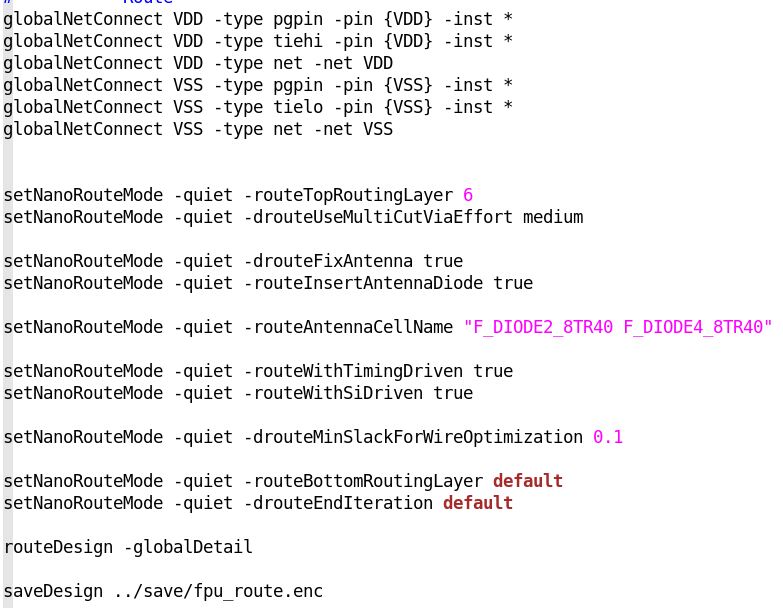 # Route
globalNetConnect VDD -type pgpin -pin {VDD} -inst *
globalNetConnect VDD -type tiehi -pin {VDD} -inst *
globalNetConnect VDD -type net -net VDD
globalNetConnect VSS -type pgpin -pin {VSS} -inst *
globalNetConnect VSS -type tielo -pin {VSS} -inst *
globalNetConnect VSS -type net -net VSS
setNanoRouteMode -quiet -routeTopRoutingLayer 6
setNanoRouteMode -quiet -drouteUseMultiCutViaEffort medium
setNanoRouteMode -quiet -drouteFixAntenna true
setNanoRouteMode -quiet -routeInsertAntennaDiode true
setNanoRouteMode -quiet -routeAntennaCellName "F_DIODE2_8TR40 F_DIODE4_8TR40"
setNanoRouteMode -quiet -routeWithTimingDriven true
setNanoRouteMode -quiet -routeWithSiDriven true
setNanoRouteMode -quiet -drouteMinSlackForWireOptimization 0.1
setNanoRouteMode -quiet -routeBottomRoutingLayer default
setNanoRouteMode -quiet -drouteEndIteration default
routeDesign -globalDetail
saveDesign ../save/fpu_route.enc